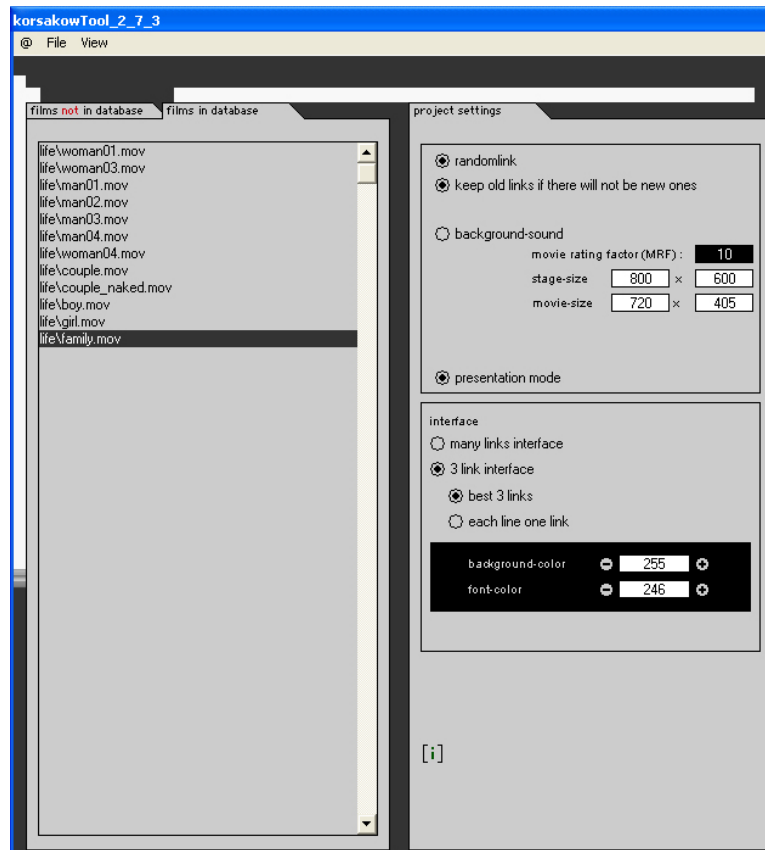 korsakowTool_2_7_3
@ File View
films not in database films in database
life\woman01.mov
life\woman03.mov
life\man01.mov
life\man02.mov
life\man03.mov
life\man04.mov
life\woman04.mov
life\couple.mov
life\couple_naked.mov
life\boy.mov
life\girl.mov
life\family.mov
project settings
randomlink
keep old links if there will not be new ones
background-sound
movie rating factor (MRF) : 10
stage-size 800 × 600
movie-size 720 × 405
presentation mode
interface
many links interface
3 link interface
best 3 links
each line one link
background-color 255
font-color 246
[i]